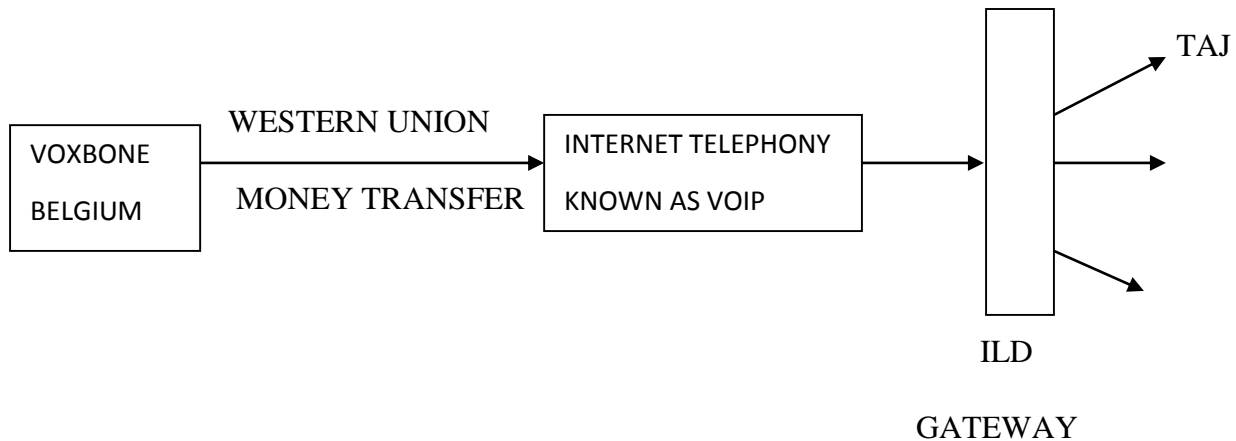 TAJ
WESTERN UNION
VOXBONE
BELGIUM
MONEY TRANSFER
INTERNET TELEPHONY
KNOWN AS VOIP
ILD
GATEWAY